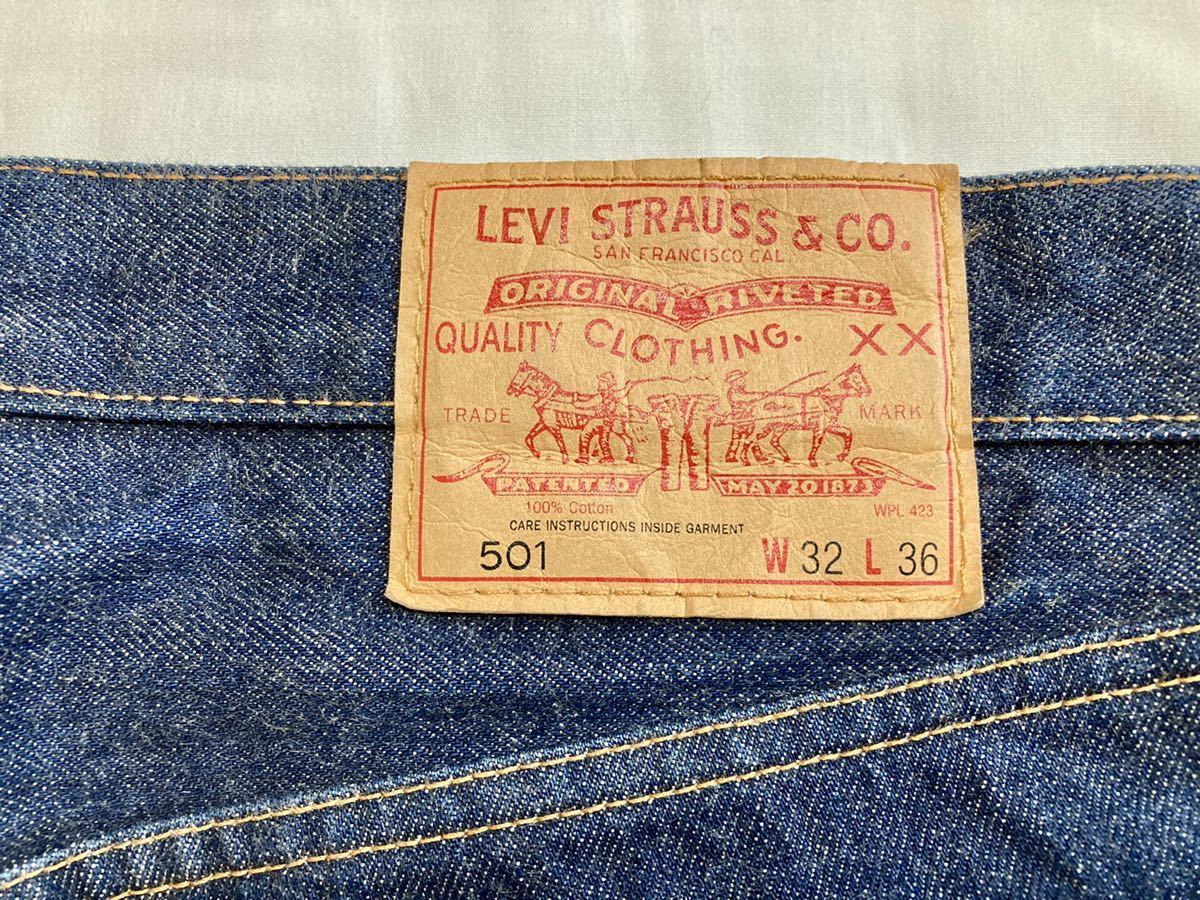 LEVI STRAUSS & CO.
SAN FRANCISCO CAL.
ORIGINAL RIVETED
QUALITY CLOTHING. XX
TRADE MARK
PATENTED MAY 20 1873
100% Cotton WPL 423
CARE INSTRUCTIONS INSIDE GARMENT
501 W 32 L 36